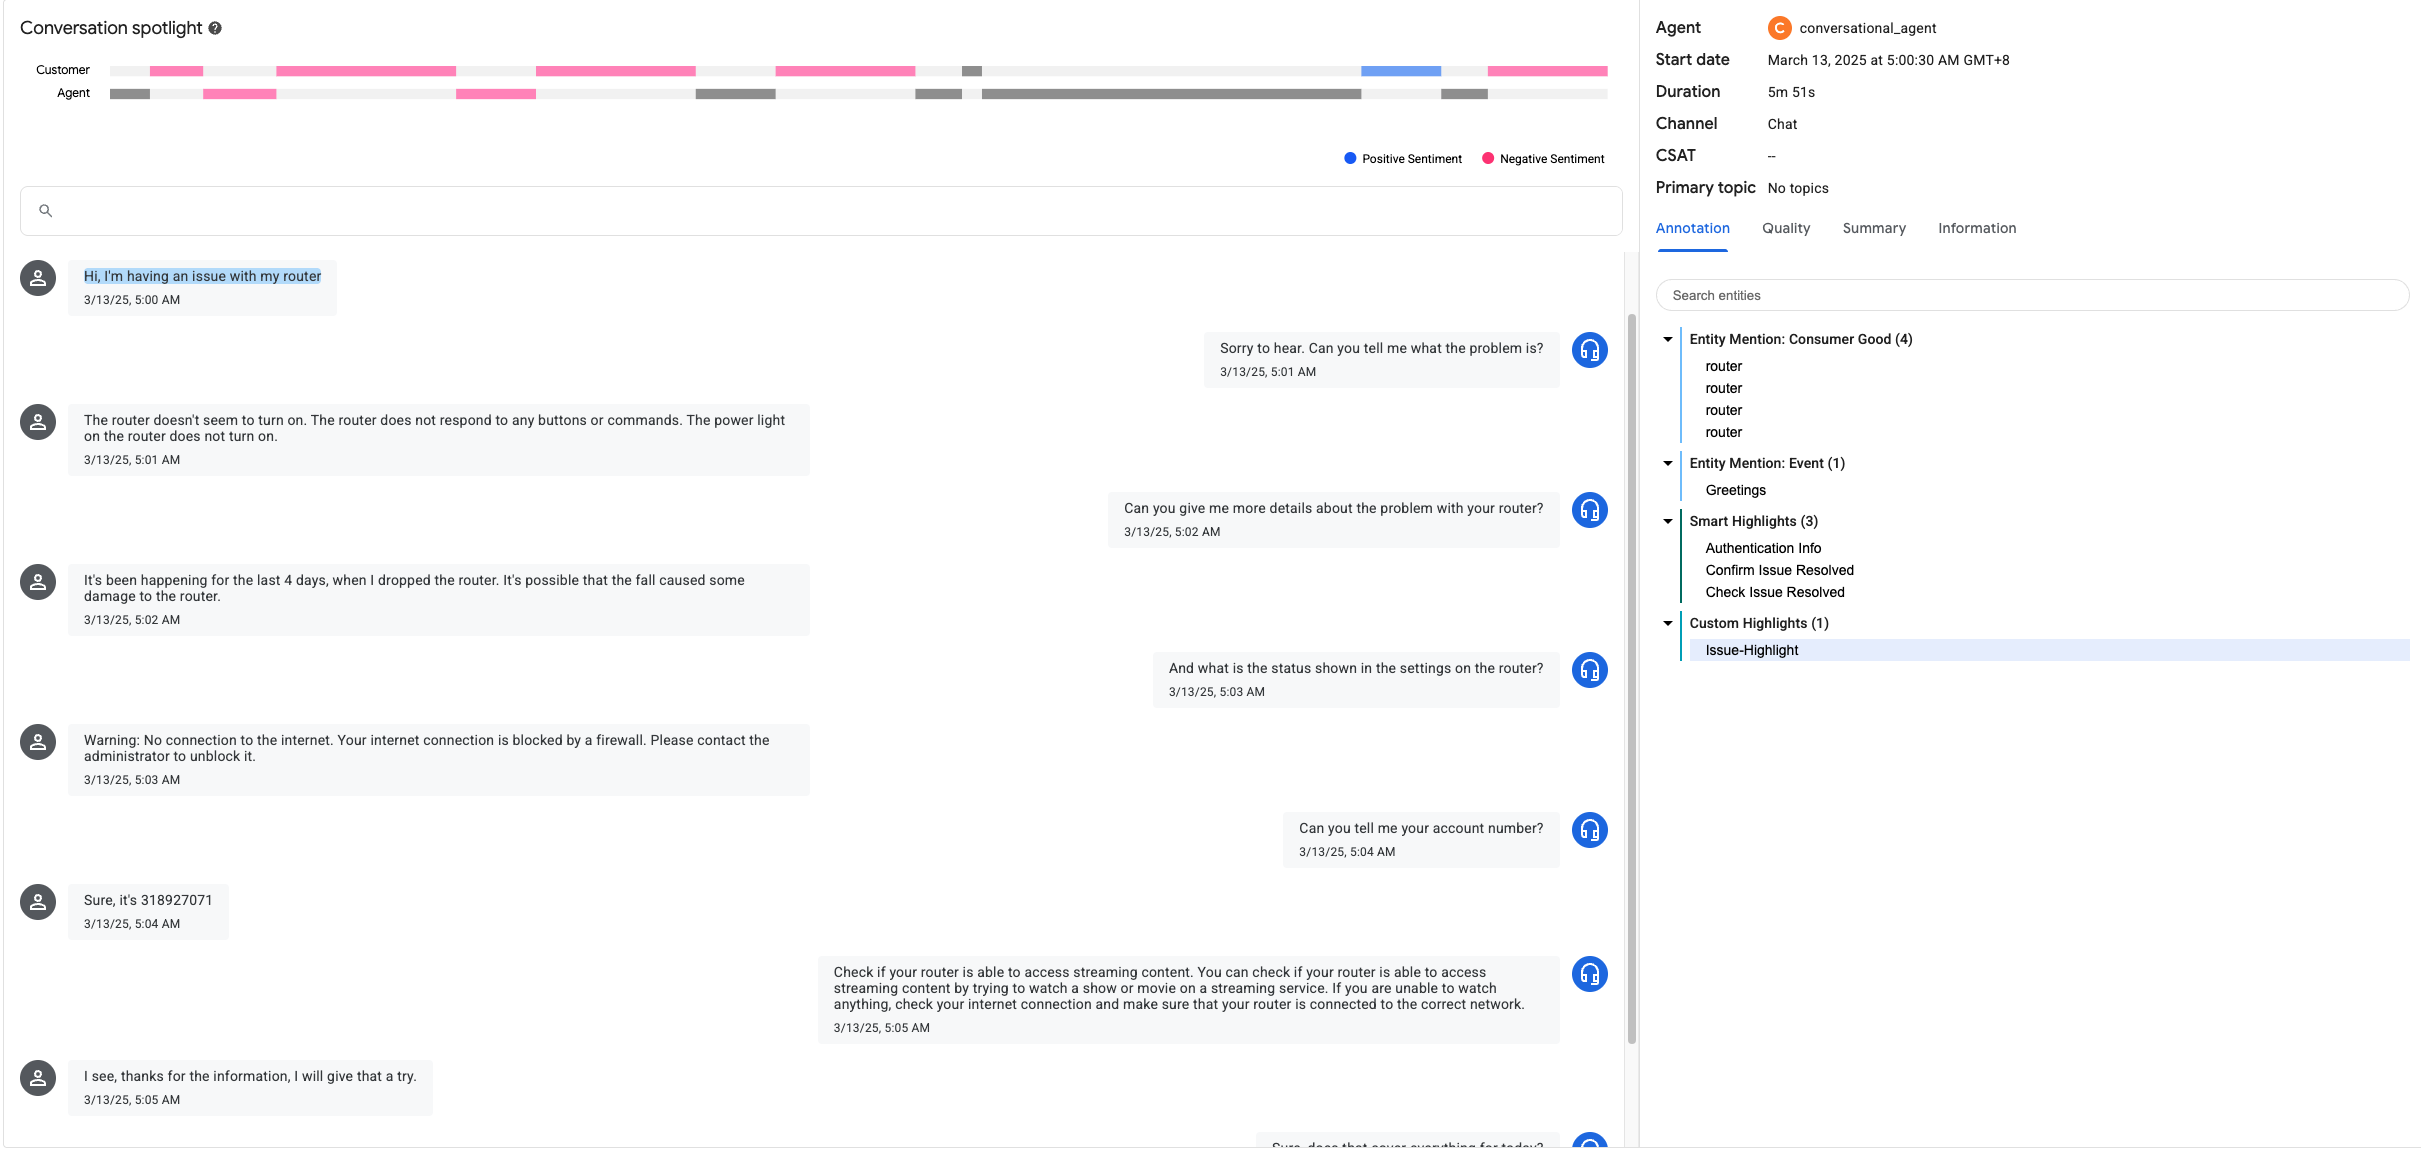 Conversation spotlight
Customer
Agent
Positive Sentiment
Negative Sentiment
Hi, I'm having an issue with my router
3/13/25, 5:00 AM
Sorry to hear. Can you tell me what the problem is?
3/13/25, 5:01 AM
The router doesn't seem to turn on. The router does not respond to any buttons or commands. The power light
on the router does not turn on.
3/13/25, 5:01 AM
Can you give me more details about the problem with your router?
3/13/25, 5:02 AM
It's been happening for the last 4 days, when I dropped the router. It's possible that the fall caused some
damage to the router.
3/13/25, 5:02 AM
And what is the status shown in the settings on the router?
3/13/25, 5:03 AM
Warning: No connection to the internet. Your internet connection is blocked by a firewall. Please contact the
administrator to unblock it.
3/13/25, 5:03 AM
Can you tell me your account number?
3/13/25, 5:04 AM
Sure, it's 318927071
3/13/25, 5:04 AM
Check if your router is able to access streaming content. You can check if your router is able to access
streaming content by trying to watch a show or movie on a streaming service. If you are unable to watch
anything, check your internet connection and make sure that your router is connected to the correct network.
3/13/25, 5:05 AM
I see, thanks for the information, I will give that a try.
3/13/25, 5:05 AM
Sure, does that cover everything for today?
Agent C conversational_agent
Start date March 13, 2025 at 5:00:30 AM GMT+8
Duration 5m 51s
Channel Chat
CSAT --
Primary topic No topics
Annotation Quality Summary Information
Search entities
Entity Mention: Consumer Good (4)
router
router
router
router
Entity Mention: Event (1)
Greetings
Smart Highlights (3)
Authentication Info
Confirm Issue Resolved
Check Issue Resolved
Custom Highlights (1)
Issue-Highlight